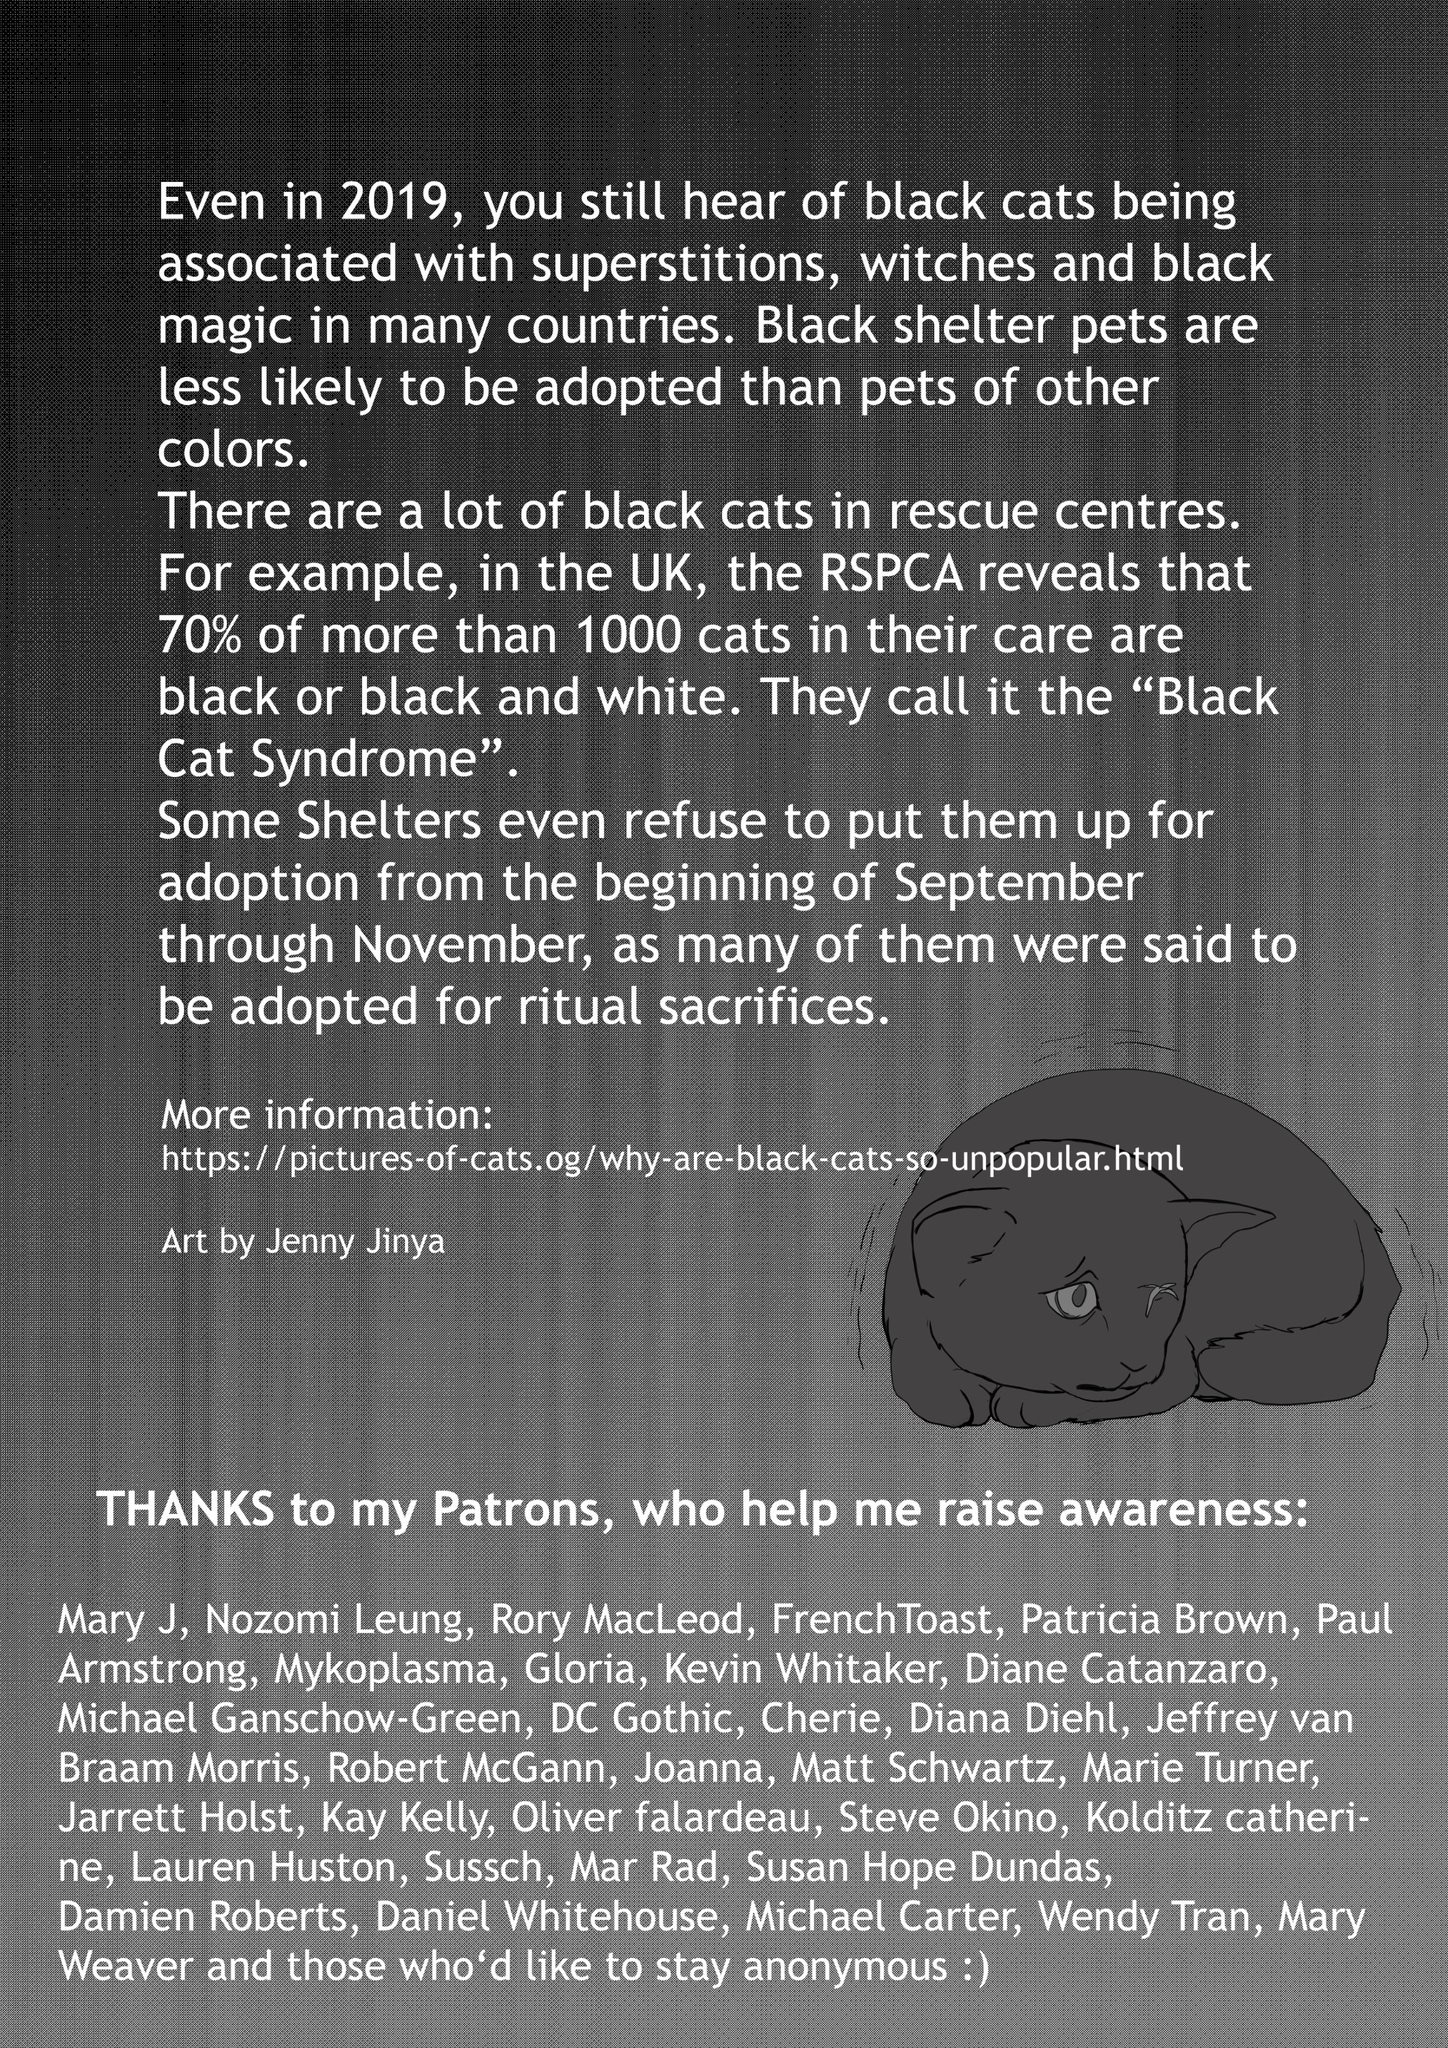 Even in 2019, you still hear of black cats being
associated with superstitions, witches and black
magic in many countries. Black shelter pets are
less likely to be adopted than pets of other
colors.
There are a lot of black cats in rescue centres.
For example, in the UK, the RSPCA reveals that
70% of more than 1000 cats in their care are
black or black and white. They call it the “Black
Cat Syndrome”.
Some Shelters even refuse to put them up for
adoption from the beginning of September
through November, as many of them were said to
be adopted for ritual sacrifices.
More information:
https://pictures-of-cats.og/why-are-black-cats-so-unpopular.html
Art by Jenny Jinya
THANKS to my Patrons, who help me raise awareness:
Mary J, Nozomi Leung, Rory MacLeod, FrenchToast, Patricia Brown, Paul
Armstrong, Mykoplasma, Gloria, Kevin Whitaker, Diane Catanzaro,
Michael Ganschow-Green, DC Gothic, Cherie, Diana Diehl, Jeffrey van
Braam Morris, Robert McGann, Joanna, Matt Schwartz, Marie Turner,
Jarrett Holst, Kay Kelly, Oliver falardeau, Steve Okino, Kolditz catheri-
ne, Lauren Huston, Sussch, Mar Rad, Susan Hope Dundas,
Damien Roberts, Daniel Whitehouse, Michael Carter, Wendy Tran, Mary
Weaver and those who‘d like to stay anonymous :)